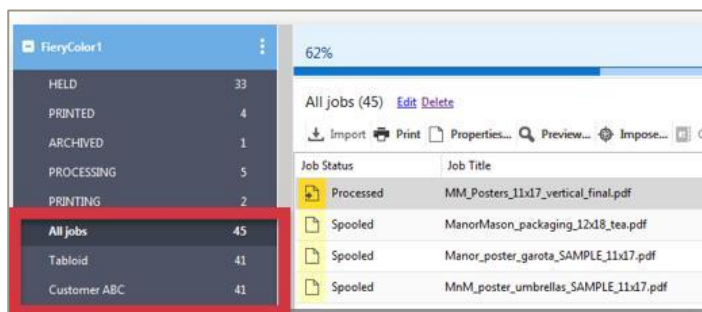 FieryColor1
HELD 33
PRINTED 4
ARCHIVED 1
PROCESSING 5
PRINTING 2
All jobs 45
Tabloid 41
Customer ABC 41
62%
All jobs (45) Edit Delete
Import Print Properties... Preview... Impose...
Job Status Job Title
Processed MM_Posters_11x17_vertical_final.pdf
Spooled ManorMason_packaging_12x18_tea.pdf
Spooled Manor_poster_garota_SAMPLE_11x17.pdf
Spooled MnM_poster_umbrellas_SAMPLE_11x17.pdf